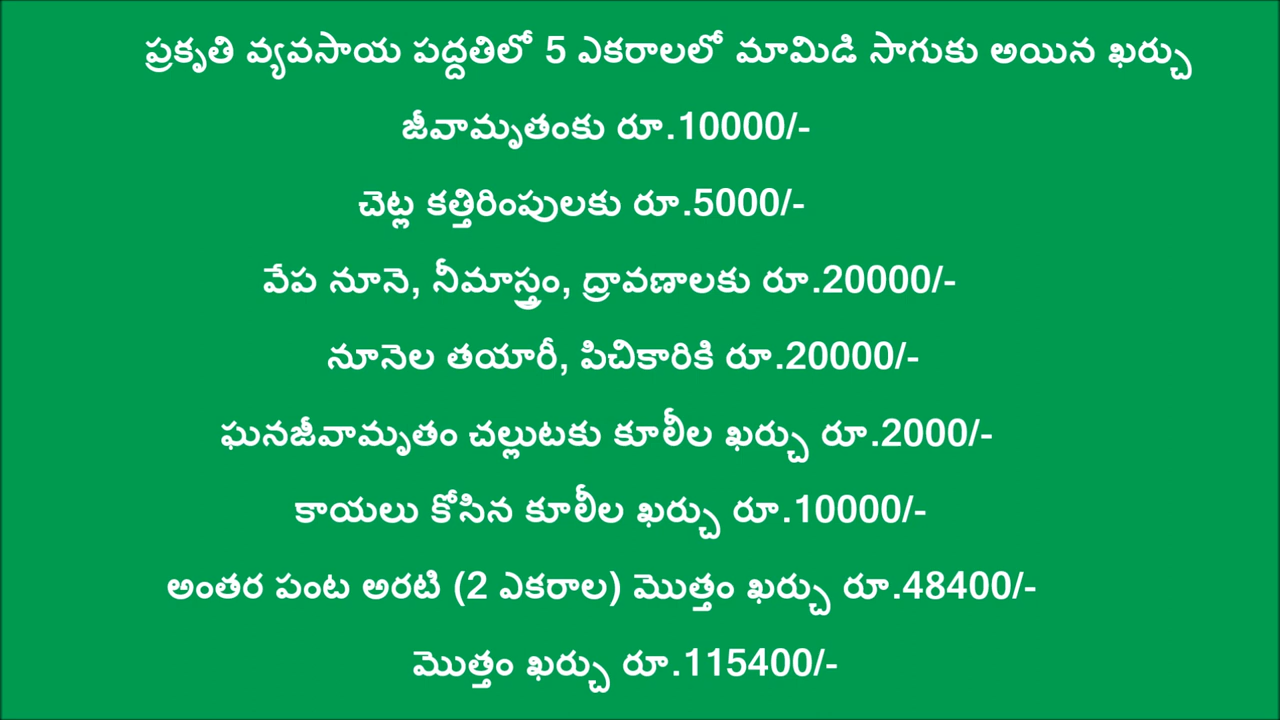 ప్రకృతి వ్యవసాయ పద్దతిలో 5 ఎకరాలలో మామిడి సాగుకు అయిన ఖర్చు
జీవామృతంకు రూ.10000/-
చెట్ల కత్తిరింపులకు రూ.5000/-
వేప నూనె, నీమాస్త్రం, ద్రావణాలకు రూ.20000/-
నూనెల తయారీ, పిచికారికి రూ.20000/-
ఘనజీవామృతం చల్లుటకు కూలీల ఖర్చు రూ.2000/-
కాయలు కోసిన కూలీల ఖర్చు రూ.10000/-
అంతర పంట అరటి (2 ఎకరాల) మొత్తం ఖర్చు రూ.48400/-
మొత్తం ఖర్చు రూ.115400/-